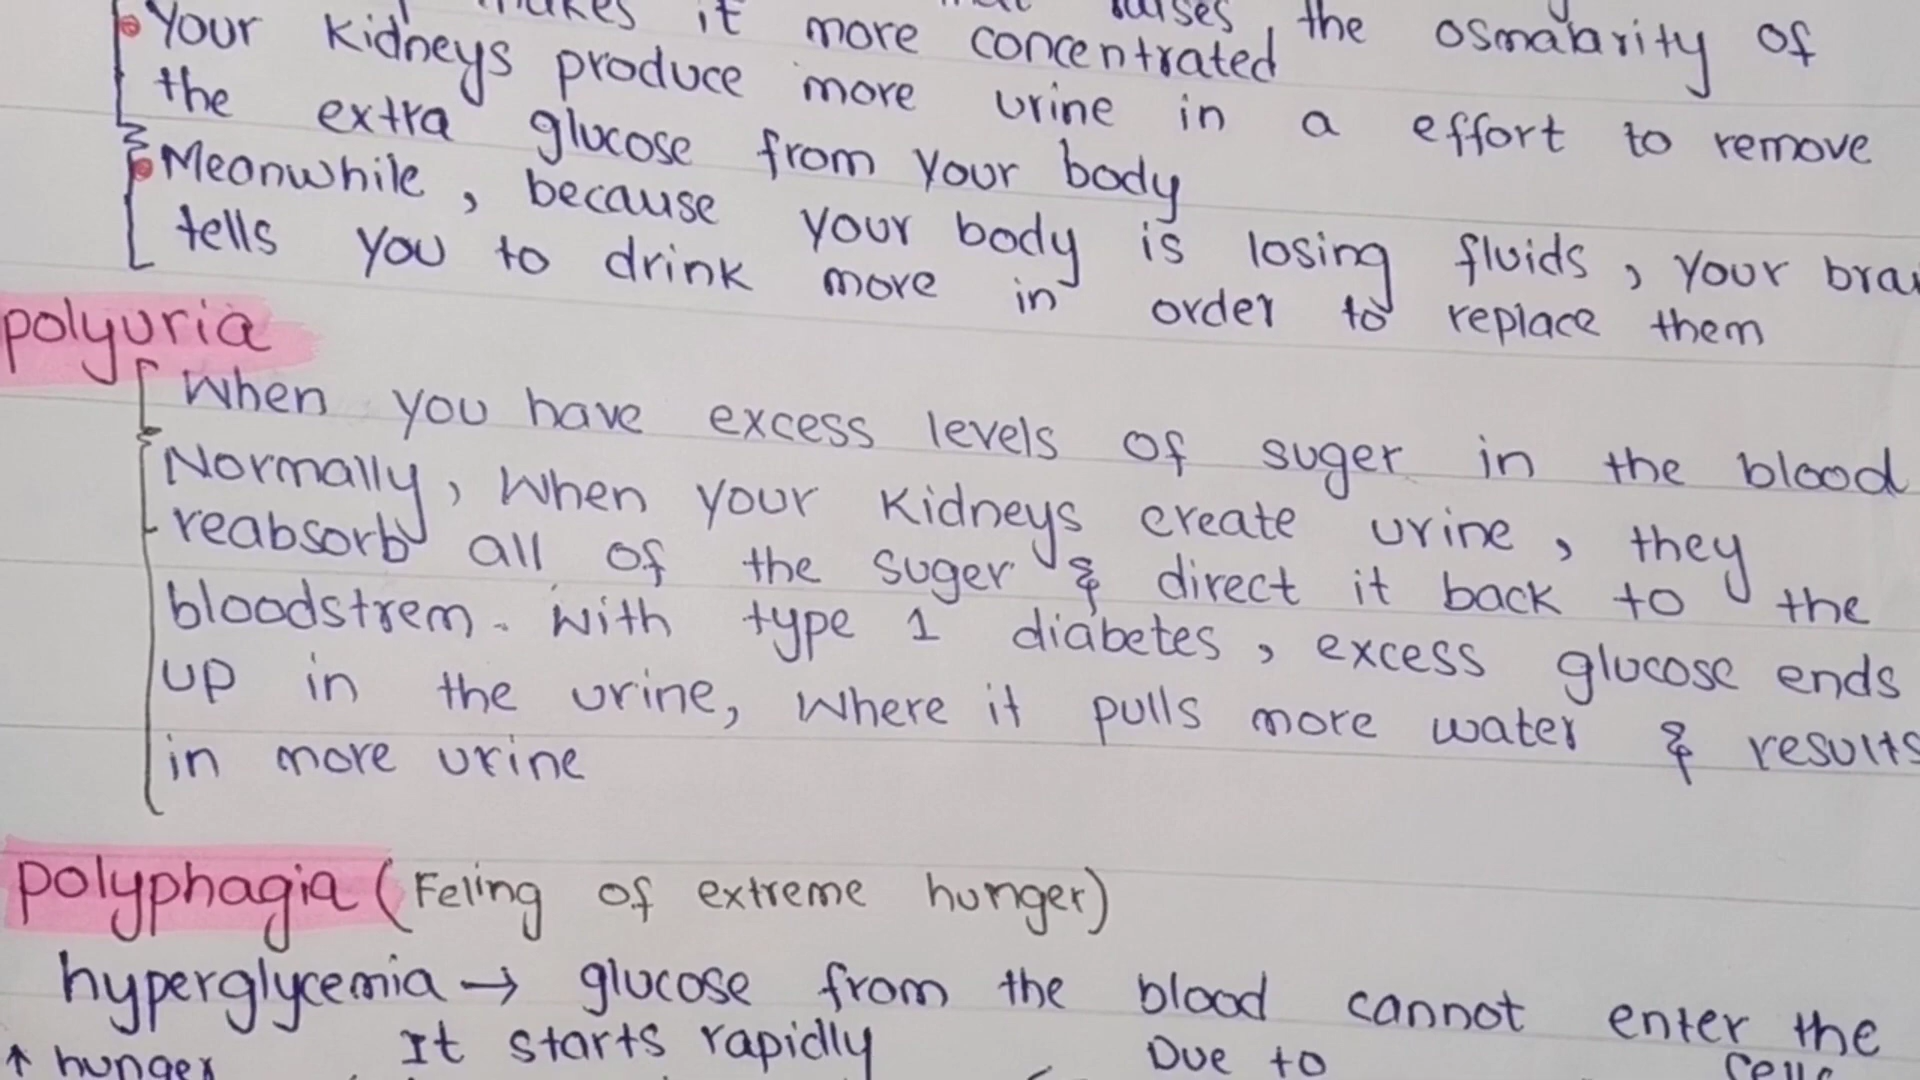 makes it more concentrated raises the osmalarity of
• Your kidneys produce more urine in a effort to remove
the extra glucose from your body
• Meanwhile, because your body is losing fluids, your brai
tells you to drink more in order to replace them
polyuria
When you have excess levels of suger in the blood
Normally, When your kidneys create urine, they
reabsorb all of the suger & direct it back to the
bloodstrem. With type 1 diabetes, excess glucose ends
up in the urine, Where it pulls more water & results
in more urine
polyphagia (Feling of extreme hunger)
hyperglycemia → glucose from the blood cannot enter the
cells
↑ hunger It starts rapidly Due to